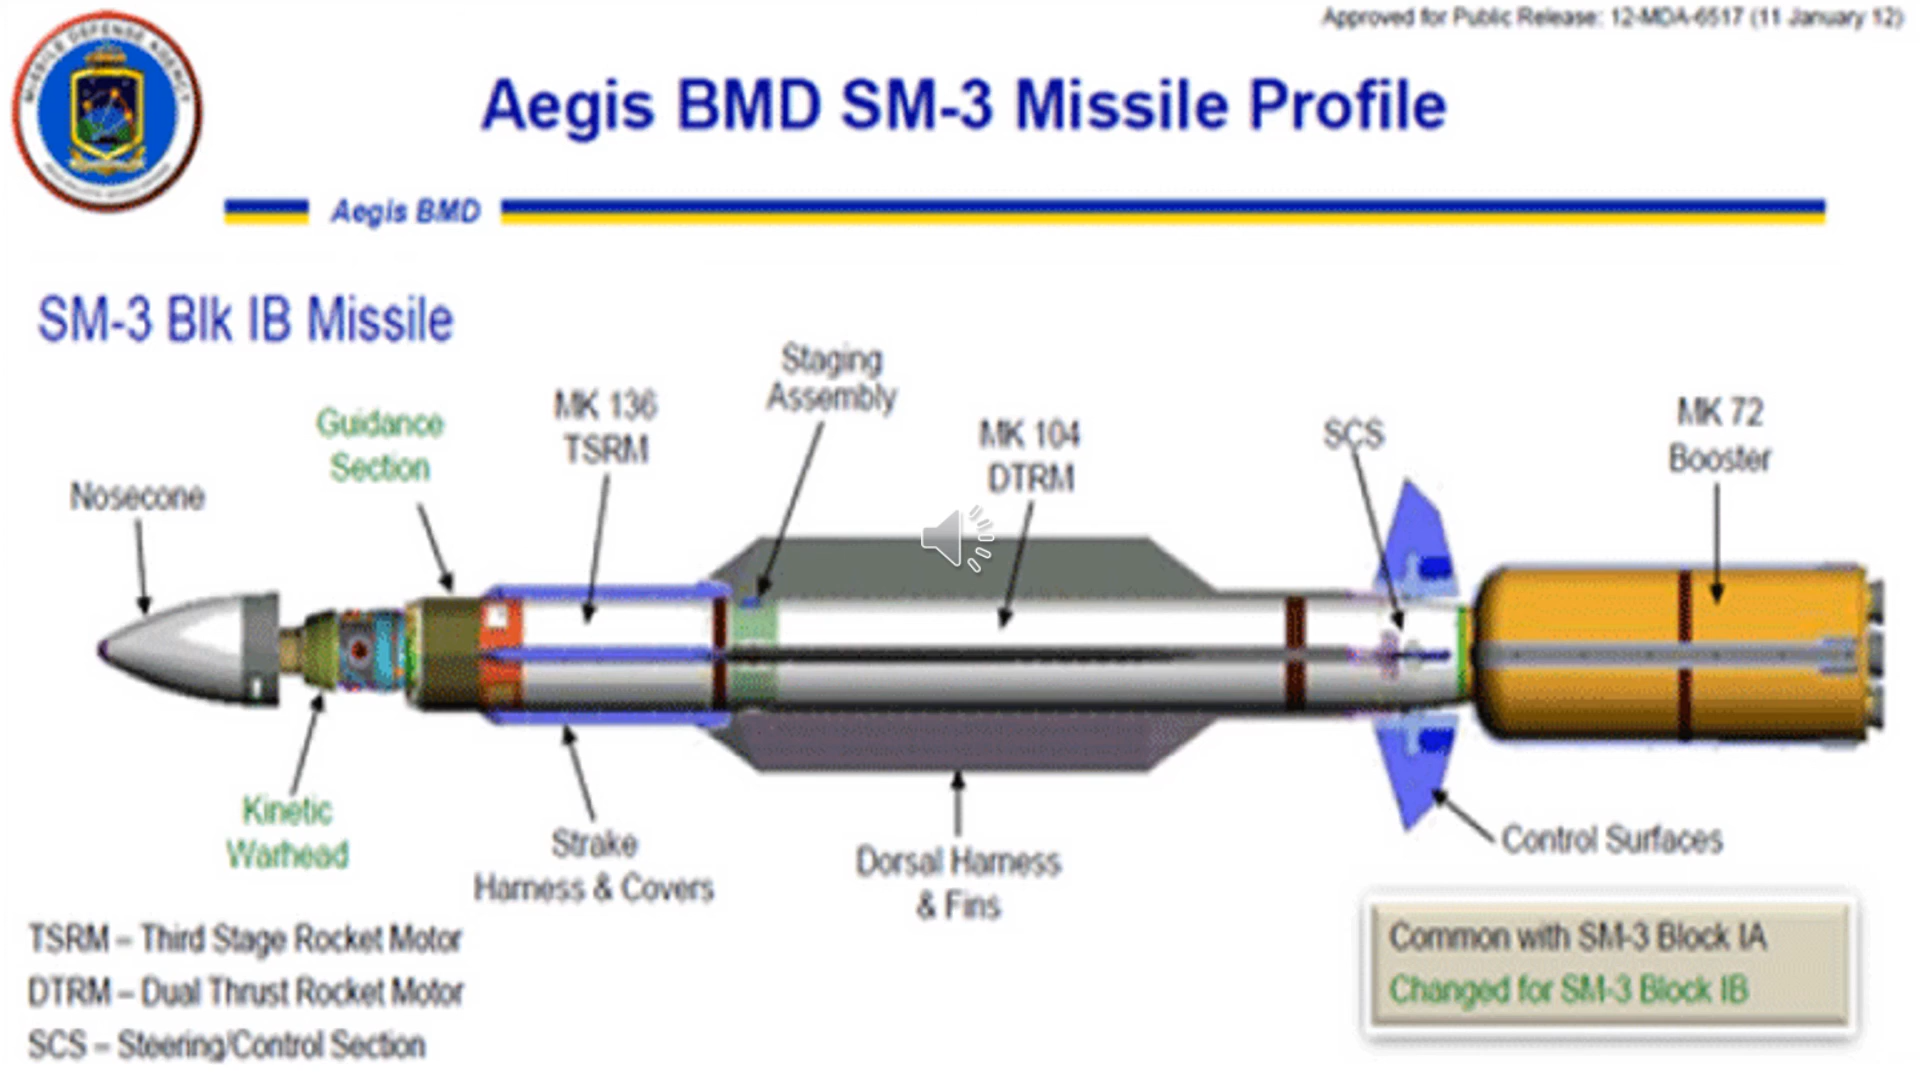 Approved for Public Release: 12-MDA-6517 (11 January 12)
MISSILE DEFENSE AGENCY
Aegis BMD SM-3 Missile Profile
Aegis BMD
SM-3 Blk IB Missile
Nosecone
Guidance
Section
MK 136
TSRM
Staging
Assembly
MK 104
DTRM
SCS
MK 72
Booster
Kinetic
Warhead
Strake
Harness & Covers
Dorsal Harness
& Fins
Control Surfaces
TSRM – Third Stage Rocket Motor
DTRM – Dual Thrust Rocket Motor
SCS – Steering/Control Section
Common with SM-3 Block IA
Changed for SM-3 Block IB